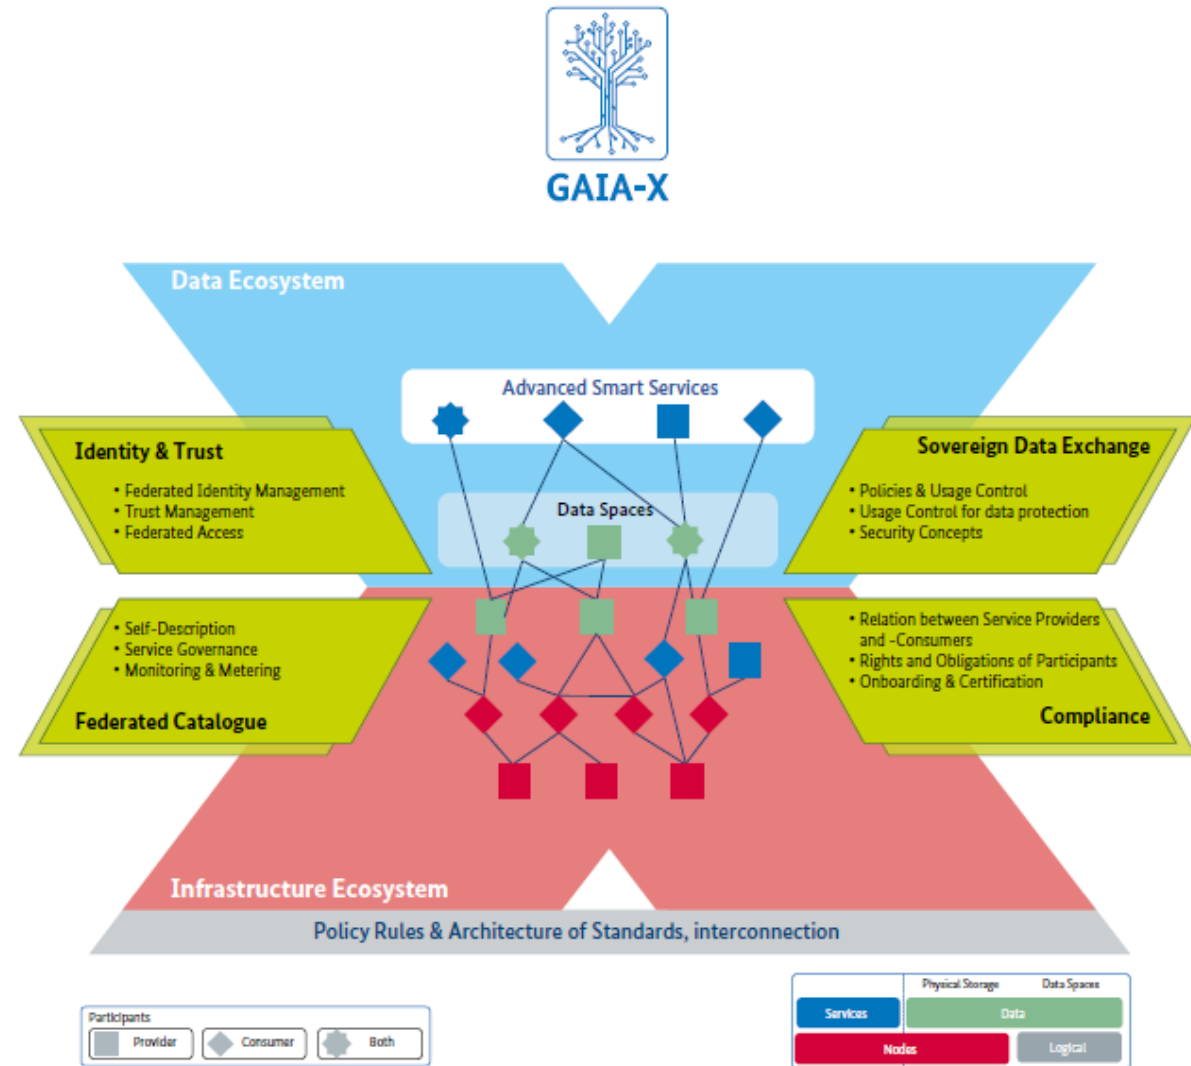 GAIA-X
Data Ecosystem
Advanced Smart Services
Identity & Trust
• Federated Identity Management
• Trust Management
• Federated Access
Sovereign Data Exchange
• Policies & Usage Control
• Usage Control for data protection
• Security Concepts
Data Spaces
• Self-Description
• Service Governance
• Monitoring & Metering
Federated Catalogue
• Relation between Service Providers
and -Consumers
• Rights and Obligations of Participants
• Onboarding & Certification
Compliance
Infrastructure Ecosystem
Policy Rules & Architecture of Standards, interconnection
Participants
Provider
Consumer
Both
Physical Storage
Data Spaces
Services
Data
Nodes
Logical